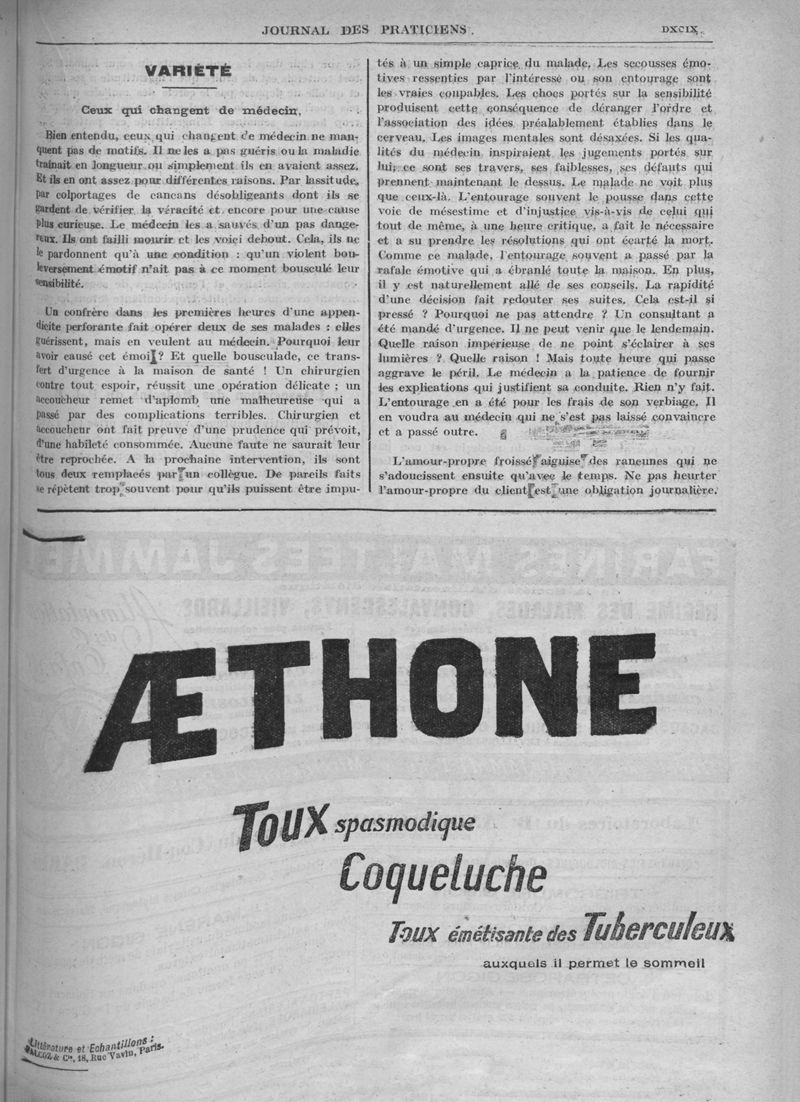 JOURNAL DES PRATICIENS.
DXCIX.
VARIÉTÉ
Ceux qui changent de médecin.
Bien entendu, ceux qui changent de médecin ne man-
quent pas de motifs. Il ne les a pas guéris ou la maladie
traînait en longueur ou simplement ils en avaient assez.
Et ils en ont assez pour différentes raisons. Par lassitude,
par colportages de cancans désobligeants dont ils se
gardent de vérifier la véracité et encore pour une cause
plus curieuse. Le médecin les a sauvés d'un pas dange-
reux. Ils ont failli mourir et les voici debout. Cela, ils ne
le pardonnent qu'à une condition : qu'un violent bou-
leversement émotif n'ait pas à ce moment bousculé leur
sensibilité.
Un confrère dans les premières heures d'une appen-
dicite perforante fait opérer deux de ses malades : elles
guérissent, mais en veulent au médecin. Pourquoi leur
avoir causé cet émoi ? Et quelle bousculade, ce trans-
fert d'urgence à la maison de santé ! Un chirurgien
contre tout espoir, réussit une opération délicate ; un
accoucheur remet d'aplomb une malheureuse qui a
passé par des complications terribles. Chirurgien et
accoucheur ont fait preuve d'une prudence qui prévoit,
d'une habileté consommée. Aucune faute ne saurait leur
être reprochée. A la prochaine intervention, ils sont
tous deux remplacés par un collègue. De pareils faits
se répètent trop souvent pour qu'ils puissent être impu-
tés à un simple caprice du malade. Les secousses émo-
tives ressenties par l'intéressé ou son entourage sont
les vraies coupables. Les chocs portés sur la sensibilité
produisent cette conséquence de déranger l'ordre et
l'association des idées préalablement établies dans le
cerveau. Les images mentales sont désaxées. Si les qua-
lités du médecin inspiraient les jugements portés sur
lui, ce sont ses travers, ses faiblesses, ses défauts qui
prennent maintenant le dessus. Le malade ne voit plus
que ceux-là. L'entourage souvent le pousse dans cette
voie de mésestime et d'injustice vis-à-vis de celui qui
tout de même, à une heure critique, a fait le nécessaire
et a su prendre les résolutions qui ont écarté la mort.
Comme ce malade, l'entourage souvent a passé par la
rafale émotive qui a ébranlé toute la maison. En plus,
il y est naturellement allé de ses conseils. La rapidité
d'une décision fait redouter ses suites. Cela est-il si
pressé ? Pourquoi ne pas attendre ? Un consultant a
été mandé d'urgence. Il ne peut venir que le lendemain.
Quelle raison impérieuse de ne point s'éclairer à ses
lumières ? Quelle raison ! Mais toute heure qui passe
aggrave le péril. Le médecin a la patience de fournir
les explications qui justifient sa conduite. Rien n'y fait.
L'entourage en a été pour les frais de son verbiage. Il
en voudra au médecin qui ne s'est pas laissé convaincre
et a passé outre.
L'amour-propre froissé aiguise des rancunes qui ne
s'adoucissent ensuite qu'avec le temps. Ne pas heurter
l'amour-propre du client est une obligation journalière.
ÆTHONE
Toux spasmodique
Coqueluche
Toux émétisante des Tuberculeux
auxquels il permet le sommeil
Littérature et Echantillons :
& Cie, 18, Rue Vavin, Paris.